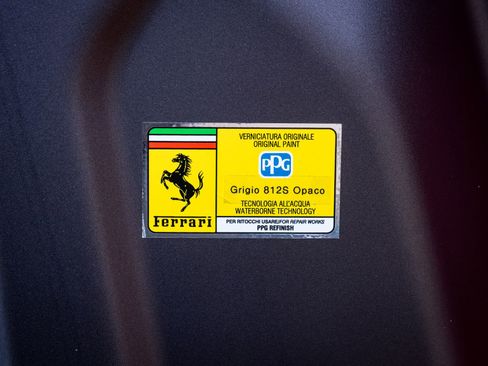 VERNICIATURA ORIGINALE
ORIGINAL PAINT
PPG
Grigio 812S Opaco
TECNOLOGIA ALL'ACQUA
WATERBORNE TECHNOLOGY
Ferrari
PER RITOCCHI USARE/FOR REPAIR WORKS
PPG REFINISH